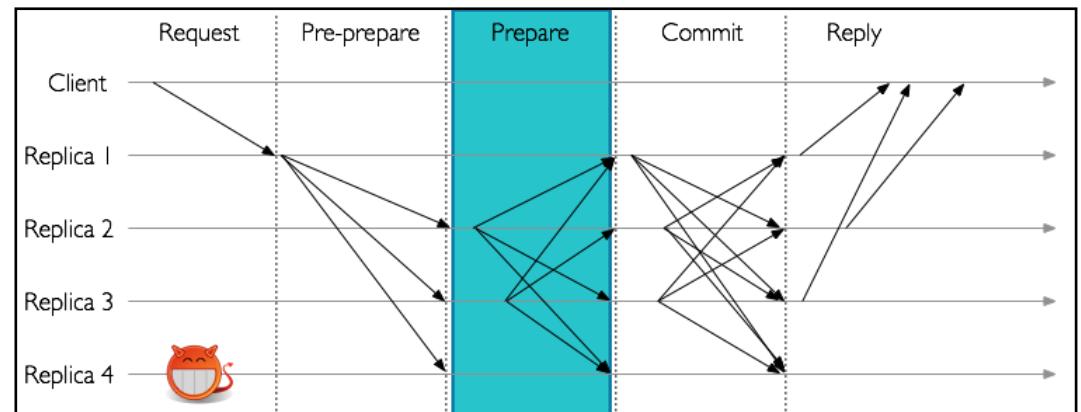 Request Pre-prepare Prepare Commit Reply
Client
Replica 1
Replica 2
Replica 3
Replica 4